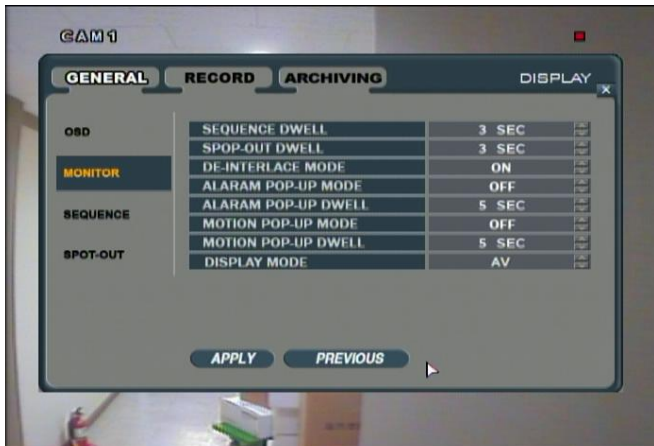 CAM 1
GENERAL RECORD ARCHIVING DISPLAY
OSD
MONITOR
SEQUENCE
SPOT-OUT
SEQUENCE DWELL 3 SEC
SPOP-OUT DWELL 3 SEC
DE-INTERLACE MODE ON
ALARAM POP-UP MODE OFF
ALARAM POP-UP DWELL 5 SEC
MOTION POP-UP MODE OFF
MOTION POP-UP DWELL 5 SEC
DISPLAY MODE AV
APPLY PREVIOUS